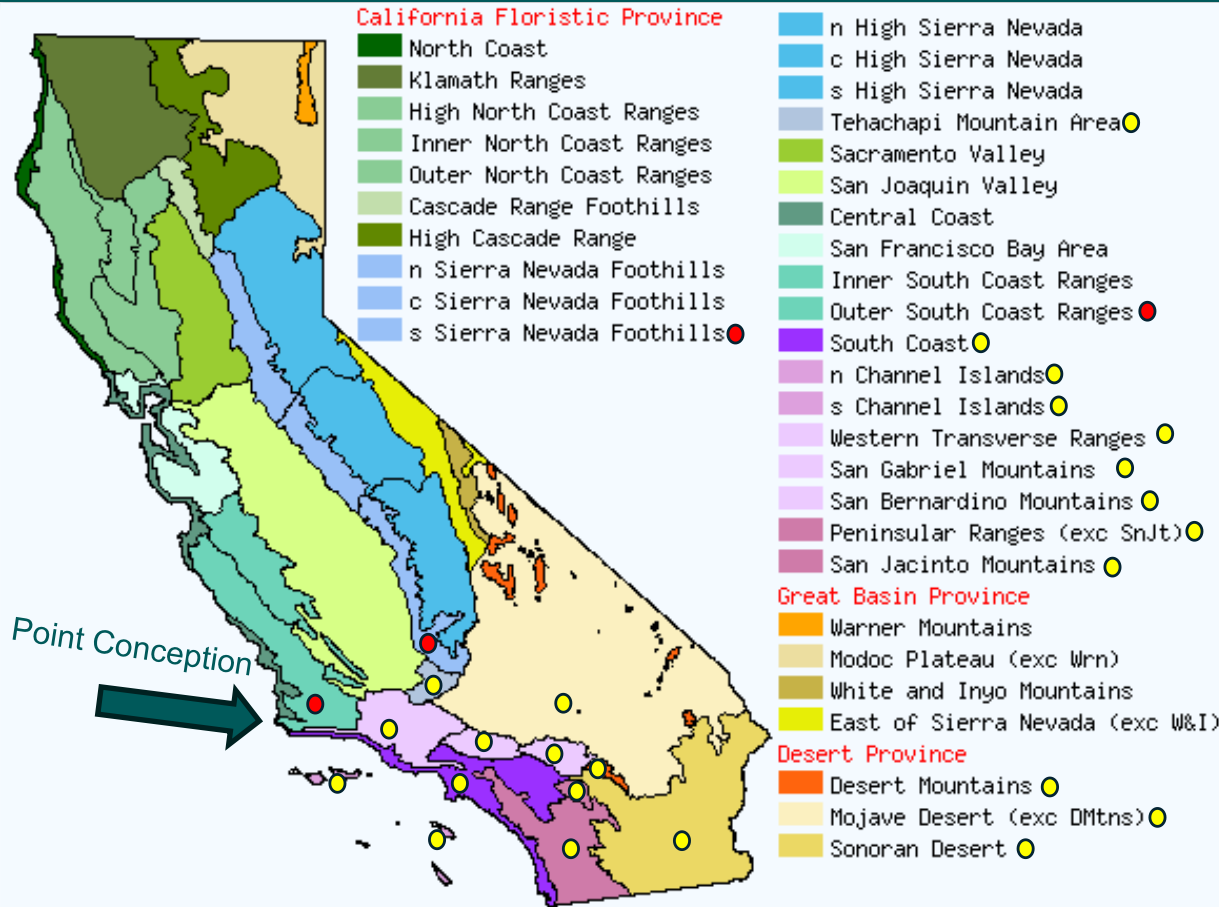 California Floristic Province
North Coast
Klamath Ranges
High North Coast Ranges
Inner North Coast Ranges
Outer North Coast Ranges
Cascade Range Foothills
High Cascade Range
n Sierra Nevada Foothills
c Sierra Nevada Foothills
s Sierra Nevada Foothills
n High Sierra Nevada
c High Sierra Nevada
s High Sierra Nevada
Tehachapi Mountain Area
Sacramento Valley
San Joaquin Valley
Central Coast
San Francisco Bay Area
Inner South Coast Ranges
Outer South Coast Ranges
South Coast
n Channel Islands
s Channel Islands
Western Transverse Ranges
San Gabriel Mountains
San Bernardino Mountains
Peninsular Ranges (exc SnJt)
San Jacinto Mountains
Great Basin Province
Warner Mountains
Modoc Plateau (exc Wrn)
White and Inyo Mountains
East of Sierra Nevada (exc W&I)
Desert Province
Desert Mountains
Mojave Desert (exc DMtns)
Sonoran Desert
Point Conception